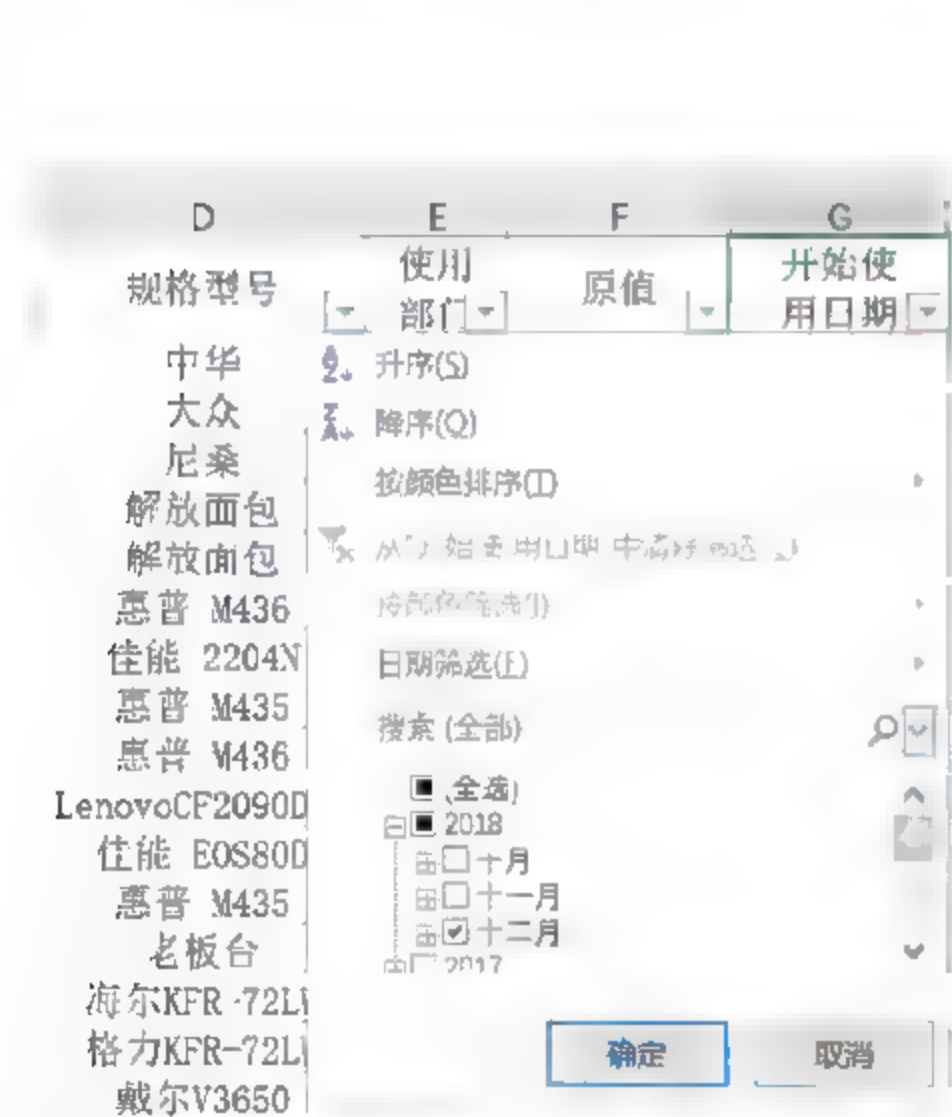 D E F G
规格型号 使用部门 原值 开始使用日期
中华
大众
尼桑
解放面包
解放面包
惠普 M436
佳能 2204N
惠普 M435
惠普 M436
LenovoCF2090D
佳能 EOS80D
惠普 M435
老板台
海尔KFR-72LW
格力KFR-72L
戴尔V3650
升序(S)
降序(O)
按颜色排序(T)
日期筛选(F)
搜索 (全部)
(全选)
2018
十月
十一月
十二月
2017
确定 取消